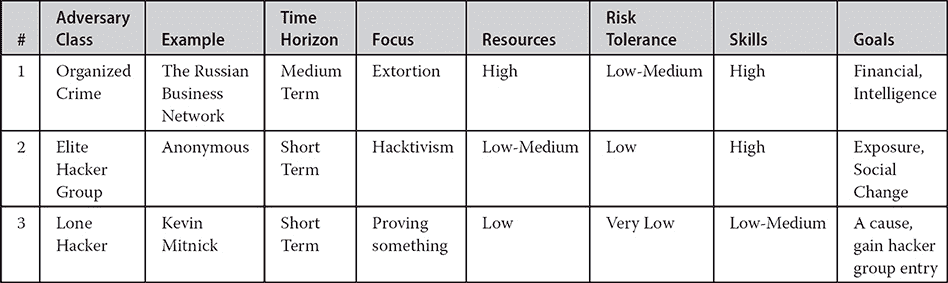 # Adversary Class Example Time Horizon Focus Resources Risk Tolerance Skills Goals
1 Organized Crime The Russian Business Network Medium Term Extortion High Low-Medium High Financial, Intelligence
2 Elite Hacker Group Anonymous Short Term Hacktivism Low-Medium Low High Exposure, Social Change
3 Lone Hacker Kevin Mitnick Short Term Proving something Low Very Low Low-Medium A cause, gain hacker group entry